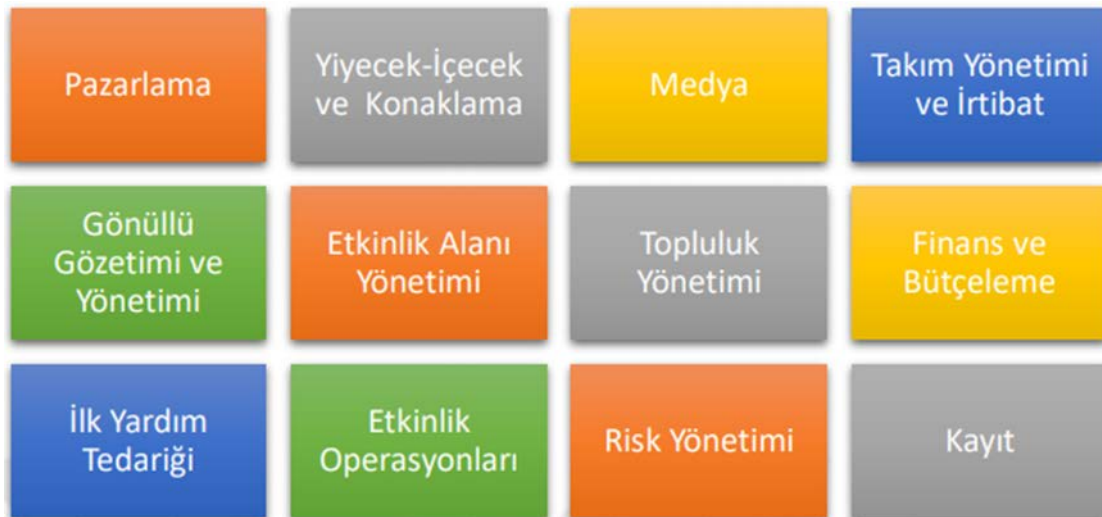 Pazarlama
Yiyecek-İçecek
ve Konaklama
Medya
Takım Yönetimi
ve İrtibat
Gönüllü
Gözetimi ve
Yönetimi
Etkinlik Alanı
Yönetimi
Topluluk
Yönetimi
Finans ve
Bütçeleme
İlk Yardım
Tedariği
Etkinlik
Operasyonları
Risk Yönetimi
Kayıt